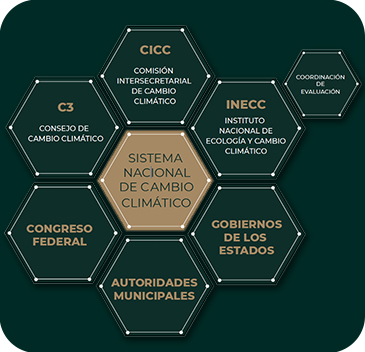 CICC
COMISIÓN
INTERSECRETARIAL
DE CAMBIO
CLIMÁTICO
COORDINACIÓN
DE
EVALUACIÓN
C3
CONSEJO DE
CAMBIO CLIMÁTICO
INECC
INSTITUTO
NACIONAL DE
ECOLOGÍA Y CAMBIO
CLIMÁTICO
SISTEMA
NACIONAL
DE CAMBIO
CLIMÁTICO
CONGRESO
FEDERAL
GOBIERNOS
DE LOS
ESTADOS
AUTORIDADES
MUNICIPALES